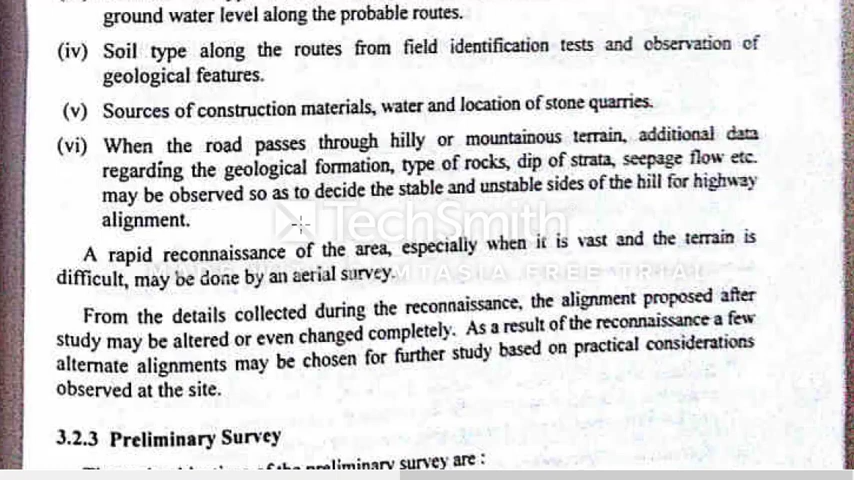 ground water level along the probable routes.
(iv) Soil type along the routes from field identification tests and observation of
geological features.
(v) Sources of construction materials, water and location of stone quarries.
(vi) When the road passes through hilly or mountainous terrain, additional data
regarding the geological formation, type of rocks, dip of strata, seepage flow etc.
may be observed so as to decide the stable and unstable sides of the hill for highway
alignment.
TechSmith
A rapid reconnaissance of the area, especially when it is vast and the terrain is
difficult, may be done by an aerial survey.
CAMTASIA FREE TRIAL
From the details collected during the reconnaissance, the alignment proposed after
study may be altered or even changed completely. As a result of the reconnaissance a few
alternate alignments may be chosen for further study based on practical considerations
observed at the site.
3.2.3 Preliminary Survey
of the preliminary survey are :